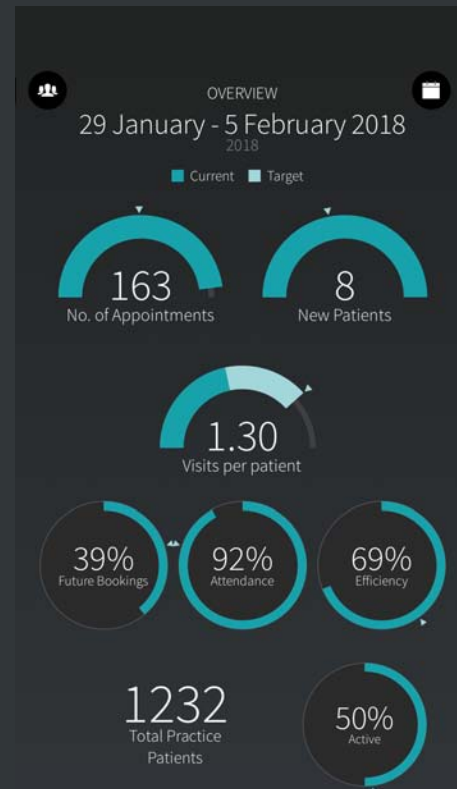 OVERVIEW
29 January - 5 February 2018
2018
Current Target
163
No. of Appointments
8
New Patients
1.30
Visits per patient
39%
Future Bookings
92%
Attendance
69%
Efficiency
1232
Total Practice
Patients
50%
Active